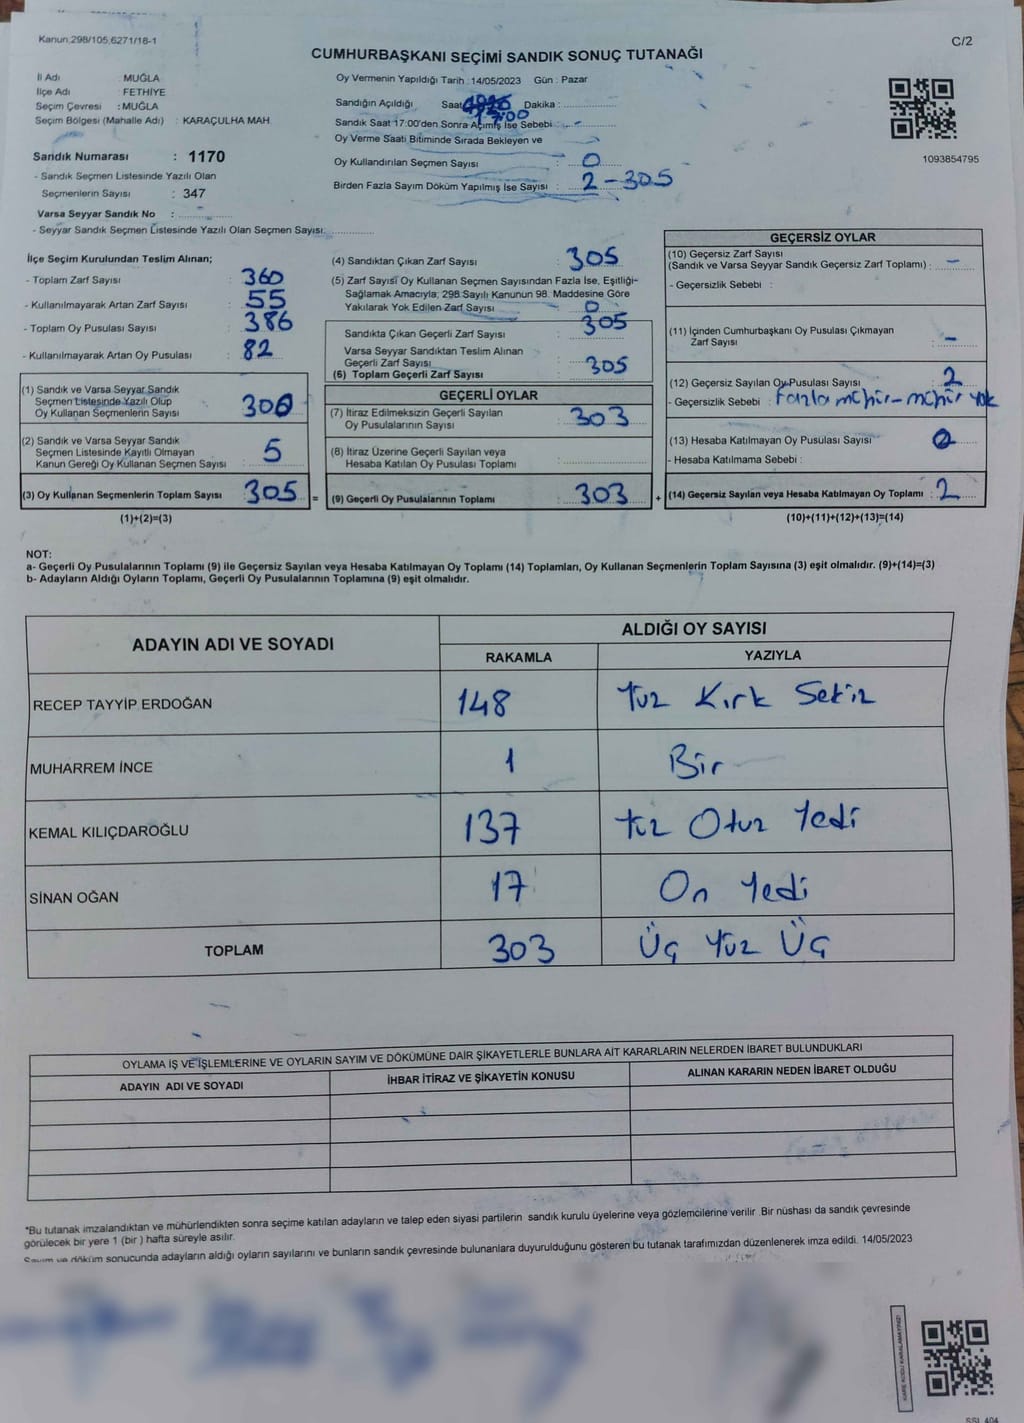 Kanun;298/105,6271/18-1
C/2
CUMHURBAŞKANI SEÇİMİ SANDIK SONUÇ TUTANAĞI
İl Adı : MUĞLA
İlçe Adı : FETHİYE
Seçim Çevresi : MUĞLA
Seçim Bölgesi (Mahalle Adı) : KARAÇULHA MAH.
Sandık Numarası : 1170
- Sandık Seçmen Listesinde Yazılı Olan
Seçmenlerin Sayısı : 347
Varsa Seyyar Sandık No :
- Seyyar Sandık Seçmen Listesinde Yazılı Olan Seçmen Sayısı:
Oy Vermenin Yapıldığı Tarih : 14/05/2023 Gün : Pazar
Sandığın Açıldığı Saat Dakika :
17:00
Sandık Saat 17:00'den Sonra Açılmış İse Sebebi : -
Oy Verme Saati Bitiminde Sırada Bekleyen ve
Oy Kullandırılan Seçmen Sayısı : 0
Birden Fazla Sayım Döküm Yapılmış İse Sayısı : 2 - 305
1093854795
İlçe Seçim Kurulundan Teslim Alınan;
- Toplam Zarf Sayısı : 360
- Kullanılmayarak Artan Zarf Sayısı : 55
- Toplam Oy Pusulası Sayısı : 386
- Kullanılmayarak Artan Oy Pusulası : 82
(1) Sandık ve Varsa Seyyar Sandık
Seçmen Listesinde Yazılı Olup
Oy Kullanan Seçmenlerin Sayısı : 300
(2) Sandık ve Varsa Seyyar Sandık
Seçmen Listesinde Kayıtlı Olmayan
Kanun Gereği Oy Kullanan Seçmen Sayısı : 5
(3) Oy Kullanan Seçmenlerin Toplam Sayısı : 305 =
(1)+(2)=(3)
(4) Sandıktan Çıkan Zarf Sayısı : 305
(5) Zarf Sayısı Oy Kullanan Seçmen Sayısından Fazla İse, Eşitliği-
Sağlamak Amacıyla, 298 Sayılı Kanunun 98. Maddesine Göre
Yakılarak Yok Edilen Zarf Sayısı : 0
Sandıkta Çıkan Geçerli Zarf Sayısı : 305
Varsa Seyyar Sandıktan Teslim Alınan
Geçerli Zarf Sayısı :
(6) Toplam Geçerli Zarf Sayısı : 305
GEÇERLİ OYLAR
(7) İtiraz Edilmeksizin Geçerli Sayılan
Oy Pusulalarının Sayısı : 303
(8) İtiraz Üzerine Geçerli Sayılan veya
Hesaba Katılan Oy Pusulası Toplamı :
(9) Geçerli Oy Pusulalarının Toplamı : 303 +
GEÇERSİZ OYLAR
(10) Geçersiz Zarf Sayısı
(Sandık ve Varsa Seyyar Sandık Geçersiz Zarf Toplamı) : -
- Geçersizlik Sebebi :
(11) İçinden Cumhurbaşkanı Oy Pusulası Çıkmayan
Zarf Sayısı : -
(12) Geçersiz Sayılan Oy Pusulası Sayısı : 2
- Geçersizlik Sebebi : Fazla mühür - mühür yok
(13) Hesaba Katılmayan Oy Pusulası Sayısı :
- Hesaba Katılmama Sebebi :
(14) Geçersiz Sayılan veya Hesaba Katılmayan Oy Toplamı : 2
(10)+(11)+(12)+(13)=(14)
NOT:
a- Geçerli Oy Pusulalarının Toplamı (9) ile Geçersiz Sayılan veya Hesaba Katılmayan Oy Toplamı (14) Toplamları, Oy Kullanan Seçmenlerin Toplam Sayısına (3) eşit olmalıdır. (9)+(14)=(3)
b- Adayların Aldığı Oyların Toplamı, Geçerli Oy Pusulalarının Toplamına (9) eşit olmalıdır.
ADAYIN ADI VE SOYADI
ALDIĞI OY SAYISI
RAKAMLA YAZIYLA
RECEP TAYYİP ERDOĞAN 148 Yüz Kırk Sekiz
MUHARREM İNCE 1 Bir
KEMAL KILIÇDAROĞLU 137 Yüz Otuz Yedi
SİNAN OĞAN 17 On Yedi
TOPLAM 303 Üç Yüz Üç
OYLAMA İŞ VE İŞLEMLERİNE VE OYLARIN SAYIM VE DÖKÜMÜNE DAİR ŞİKAYETLERLE BUNLARA AİT KARARLARIN NELERDEN İBARET BULUNDUKLARI
ADAYIN ADI VE SOYADI
İHBAR İTİRAZ VE ŞİKAYETİN KONUSU
ALINAN KARARIN NEDEN İBARET OLDUĞU
*Bu tutanak imzalandıktan ve mühürlendikten sonra seçime katılan adayların ve talep eden siyasi partilerin sandık kurulu üyelerine veya gözlemcilerine verilir. Bir nüshası da sandık çevresinde
görülecek bir yere 1 (bir ) hafta süreyle asılır.
Sayım ve döküm sonucunda adayların aldığı oyların sayılarını ve bunların sandık çevresinde bulunanlara duyurulduğunu gösteren bu tutanak tarafımızdan düzenlenerek imza edildi. 14/05/2023
KARE KODU KARALAMAYINIZ!
SSI 404